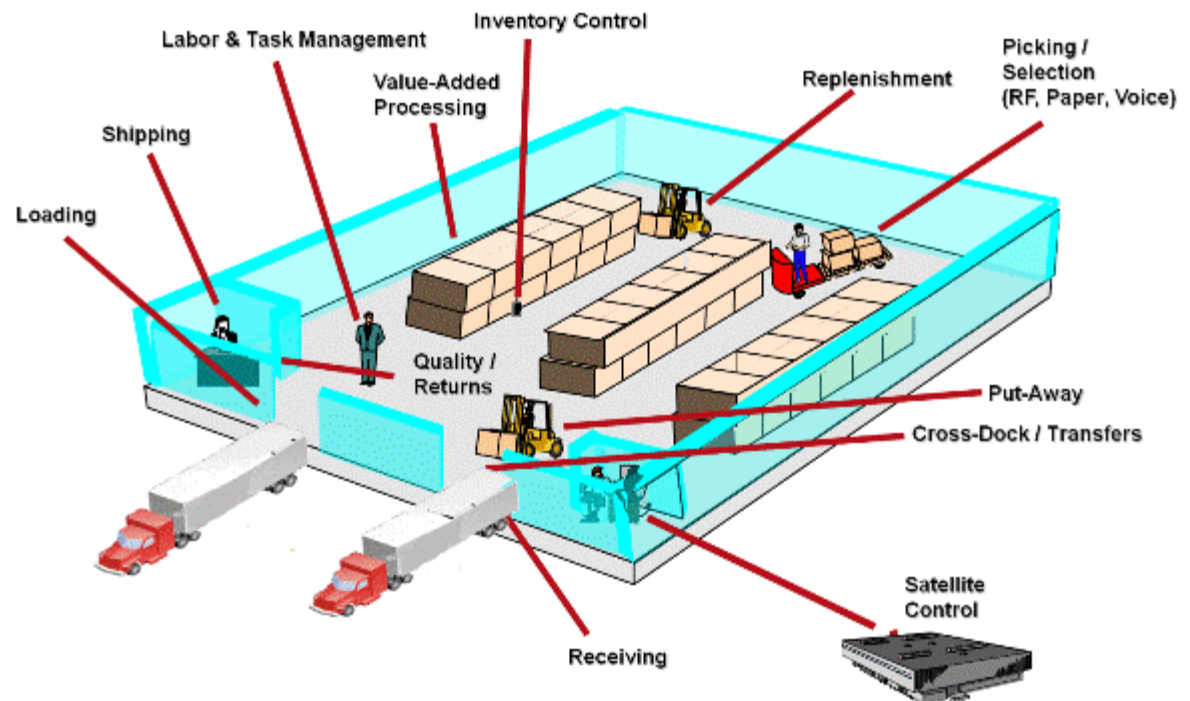 Inventory Control
Labor & Task Management
Value-Added
Processing
Picking /
Selection
(RF, Paper, Voice)
Replenishment
Shipping
Loading
Quality /
Returns
Put-Away
Cross-Dock / Transfers
Satellite
Control
Receiving